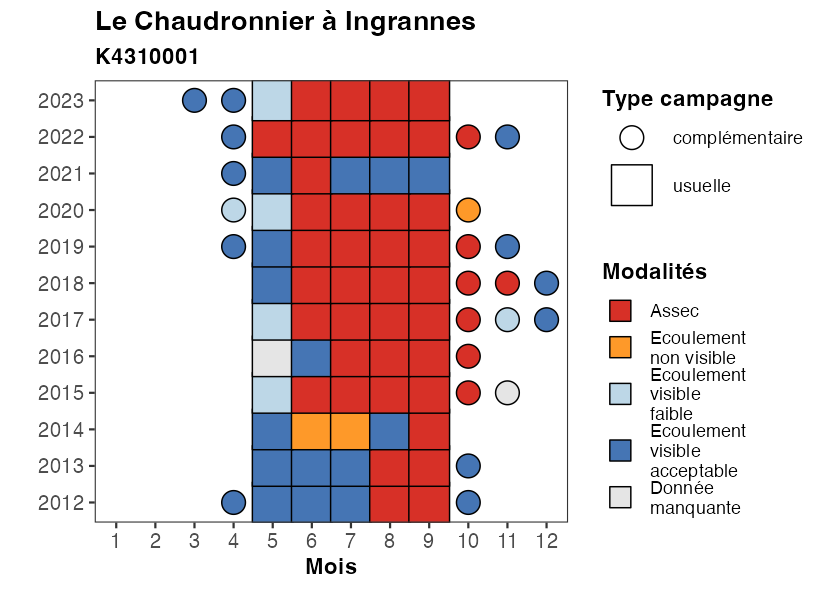 Le Chaudronnier à Ingrannes
K4310001
2023
2022
2021
2020
2019
2018
2017
2016
2015
2014
2013
2012
1 2 3 4 5 6 7 8 9 10 11 12
Mois
Type campagne
complémentaire
usuelle
Modalités
Assec
Ecoulement
non visible
Ecoulement
visible
faible
Ecoulement
visible
acceptable
Donnée
manquante